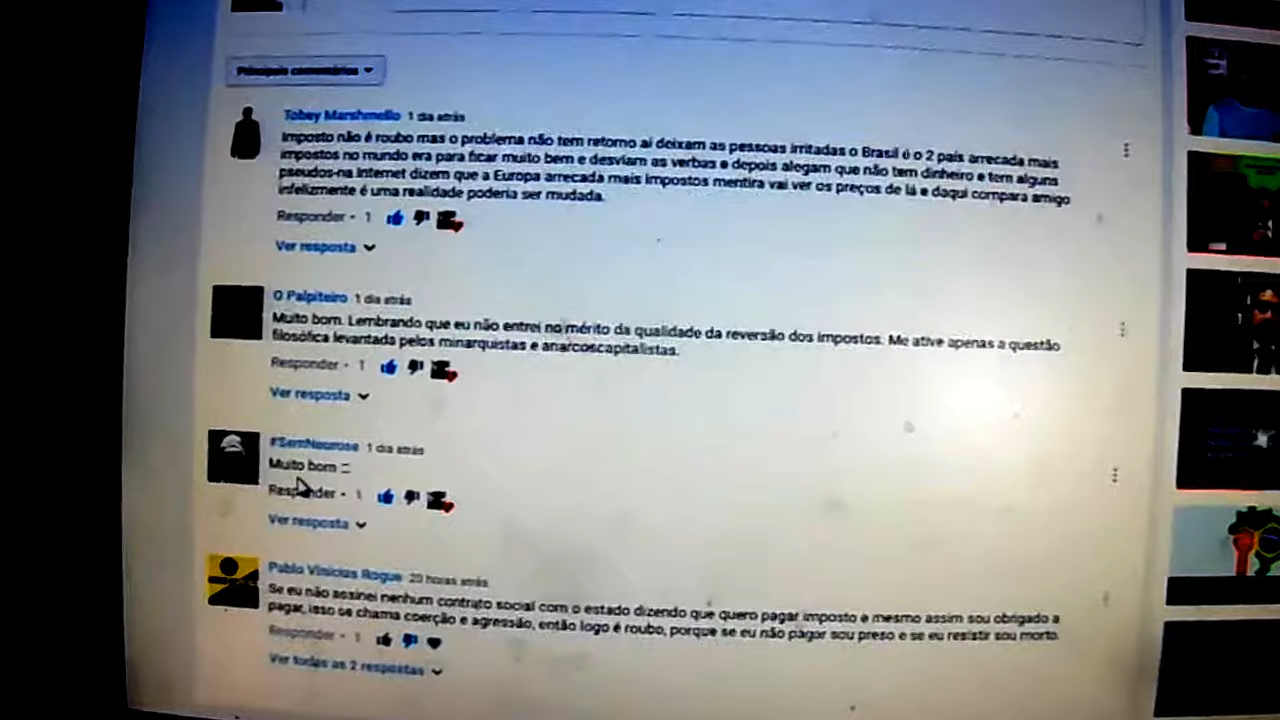 Principais comentários
Tobey Marshmello 1 dia atrás
Imposto não é roubo mas o problema não tem retorno ai deixam as pessoas irritadas o Brasil é o 2 país arrecada mais
impostos no mundo era para ficar muito bem e desviam as verbas e depois alegam que não tem dinheiro e tem alguns
pseudos-na Internet dizem que a Europa arrecada mais Impostos mentira vai ver os preços de lá e daqui compara amigo
infelizmente é uma realidade poderia ser mudada.
Responder • 1
Ver resposta
O Palpiteiro 1 dia atrás
Muito bom. Lembrando que eu não entrei no mérito da qualidade da reversão dos impostos. Me ative apenas a questão
filosófica levantada pelos minarquistas e anarcoscapitalistas.
Responder • 1
Ver resposta
#SemNeurose 1 dia atrás
Muito bom
Responder • 1
Ver resposta
Pablo Vinicius Rogue 20 horas atrás
Se eu não assinei nenhum contrato social com o estado dizendo que quero pagar imposto e mesmo assim sou obrigado a
pagar, isso se chama coerção e agressão, então logo é roubo, porque se eu não pagar sou preso e se eu resistir sou morto.
Responder • 1
Ver todas as 2 respostas